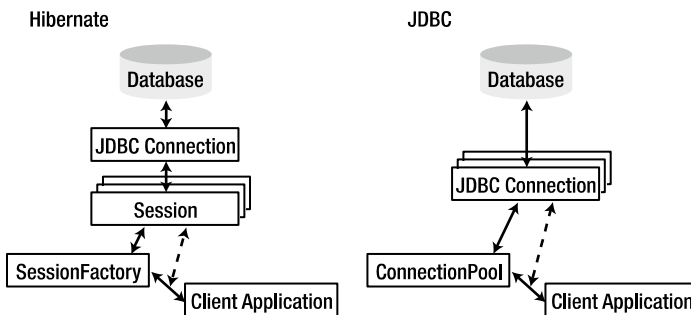 Hibernate
Database
JDBC Connection
Session
SessionFactory
Client Application
JDBC
Database
JDBC Connection
ConnectionPool
Client Application